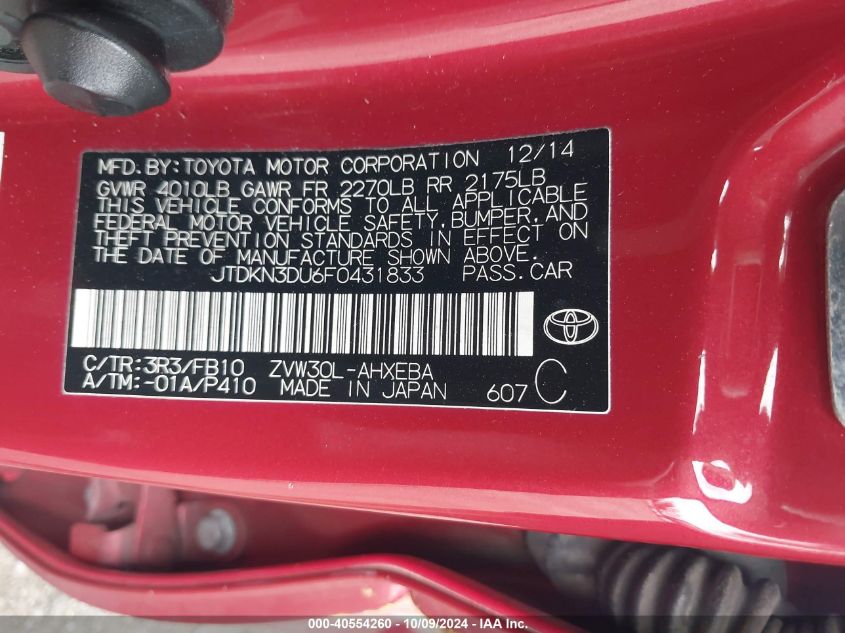 MFD. BY: TOYOTA MOTOR CORPORATION 12/14
GVWR 4010LB GAWR FR 2270LB RR 2175LB
THIS VEHICLE CONFORMS TO ALL APPLICABLE
FEDERAL MOTOR VEHICLE SAFETY, BUMPER, AND
THEFT PREVENTION STANDARDS IN EFFECT ON
THE DATE OF MANUFACTURE SHOWN ABOVE.
JTDKN3DU6F0431833 PASS. CAR
C/TR: 3R3/FB10 ZVW30L-AHXEBA
A/TM: -01A/P410 MADE IN JAPAN 607 C
000-40554260 - 10/09/2024 - IAA Inc.